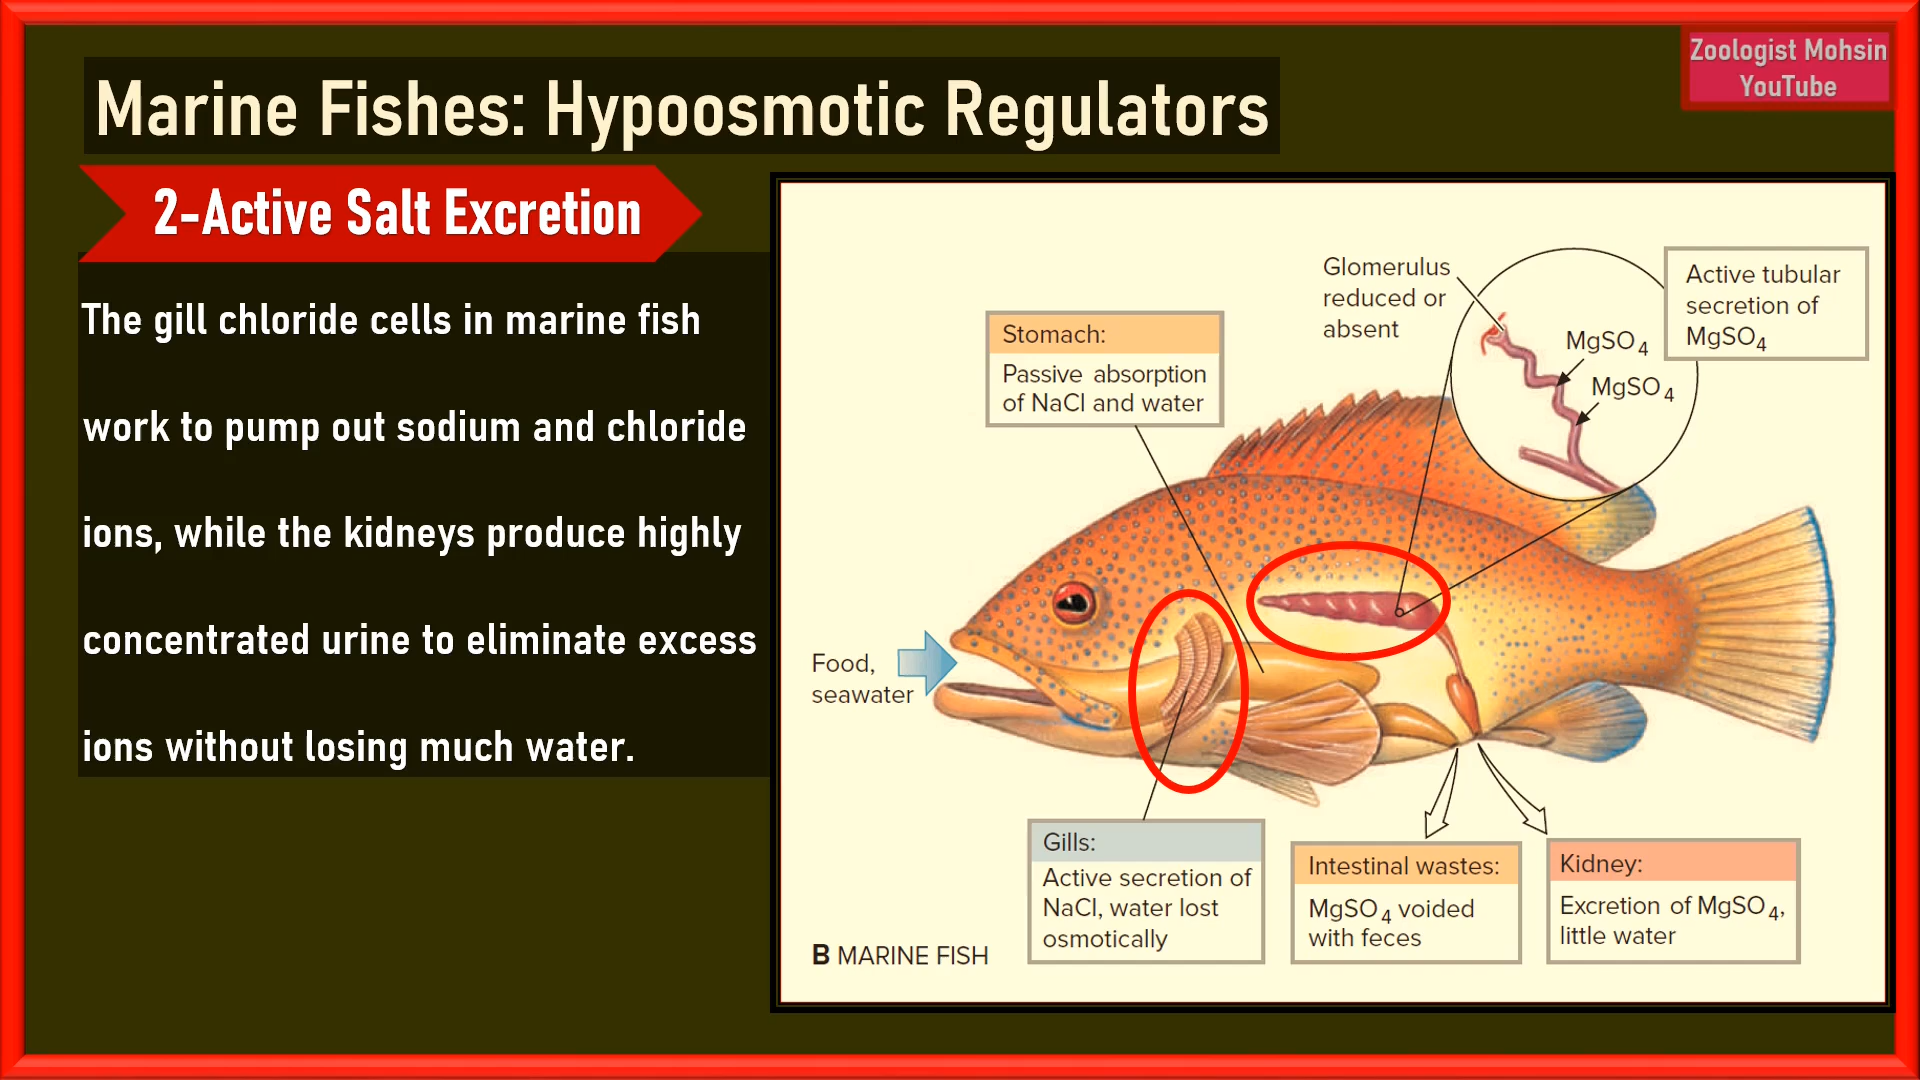 Zoologist Mohsin
YouTube
Marine Fishes: Hypoosmotic Regulators
2-Active Salt Excretion
The gill chloride cells in marine fish
work to pump out sodium and chloride
ions, while the kidneys produce highly
concentrated urine to eliminate excess
ions without losing much water.
Glomerulus
reduced or
absent
Active tubular
secretion of
MgSO4
MgSO4
MgSO4
Stomach:
Passive absorption
of NaCl and water
Food,
seawater
Gills:
Active secretion of
NaCl, water lost
osmotically
Intestinal wastes:
MgSO4 voided
with feces
Kidney:
Excretion of MgSO4,
little water
B MARINE FISH